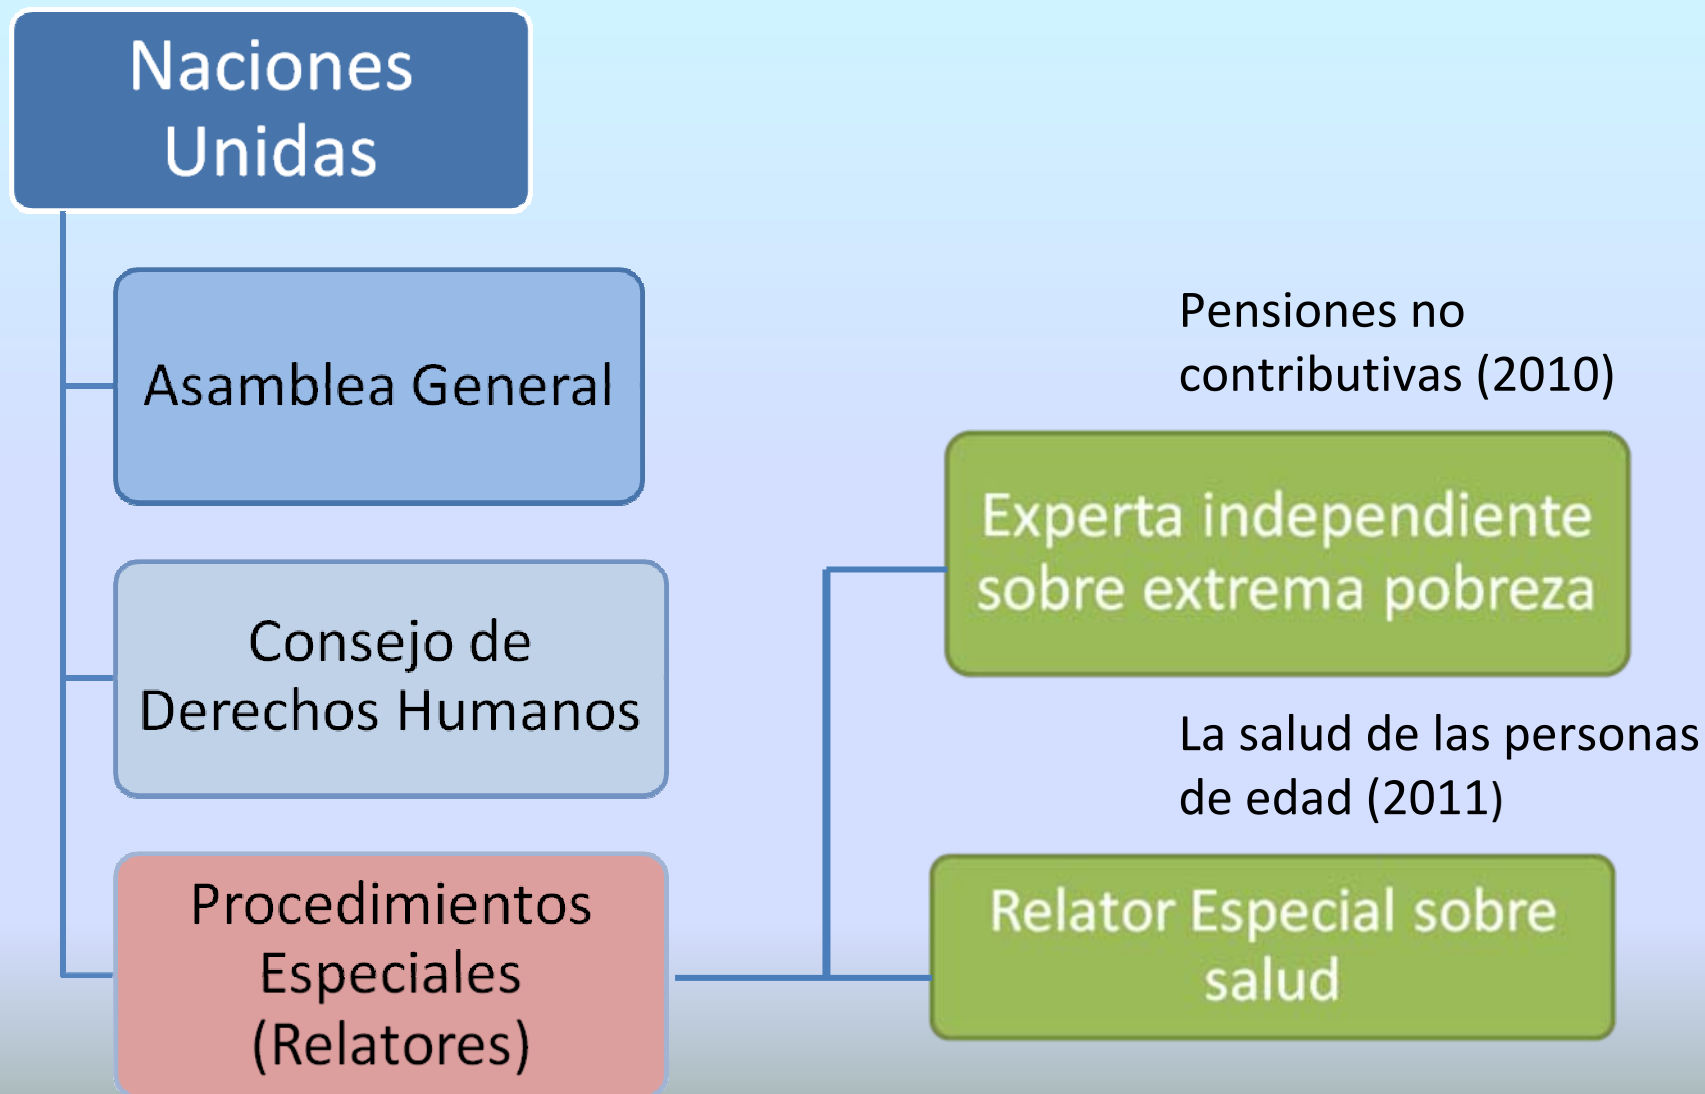 Naciones
Unidas
Asamblea General
Consejo de
Derechos Humanos
Procedimientos
Especiales
(Relatores)
Pensiones no
contributivas (2010)
Experta independiente
sobre extrema pobreza
La salud de las personas
de edad (2011)
Relator Especial sobre
salud